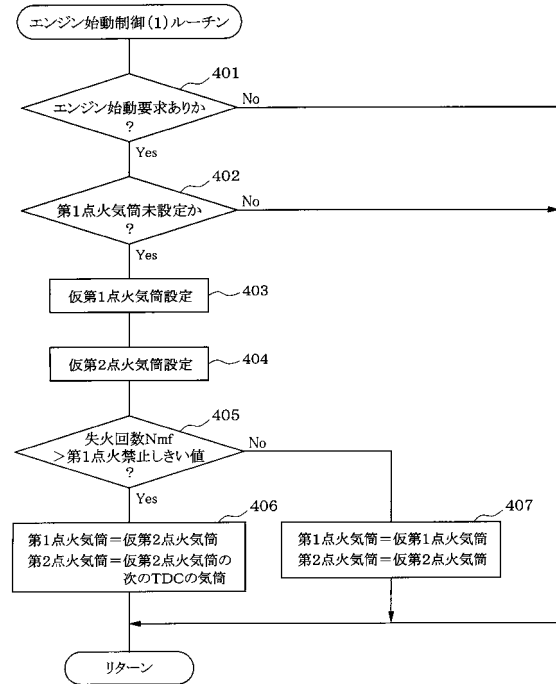 エンジン始動制御(1)ルーチン
401
エンジン始動要求ありか
?
No
Yes
402
第1点火気筒未設定か
?
No
Yes
仮第1点火気筒設定
403
仮第2点火気筒設定
404
405
失火回数Nmf
>第1点火禁止しきい値
?
No
Yes
406
第1点火気筒=仮第2点火気筒
第2点火気筒=仮第2点火気筒の
次のTDCの気筒
407
第1点火気筒=仮第1点火気筒
第2点火気筒=仮第2点火気筒
リターン